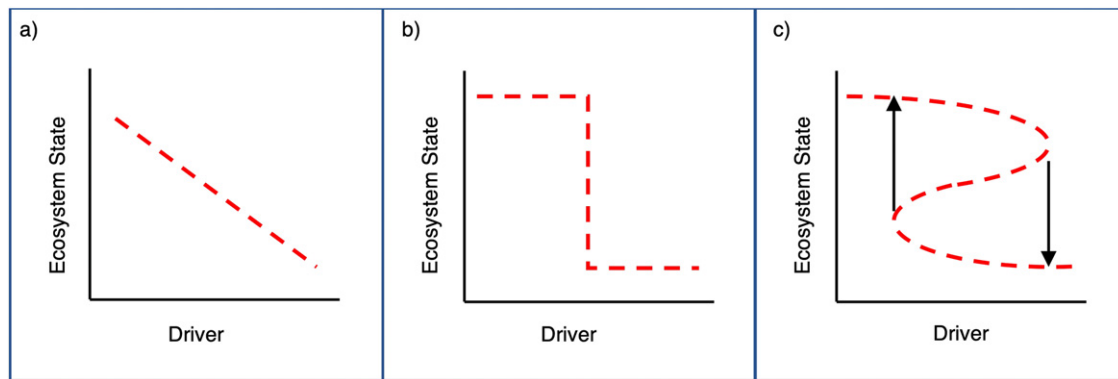 a)
Ecosystem State
Driver
b)
Ecosystem State
Driver
c)
Ecosystem State
Driver